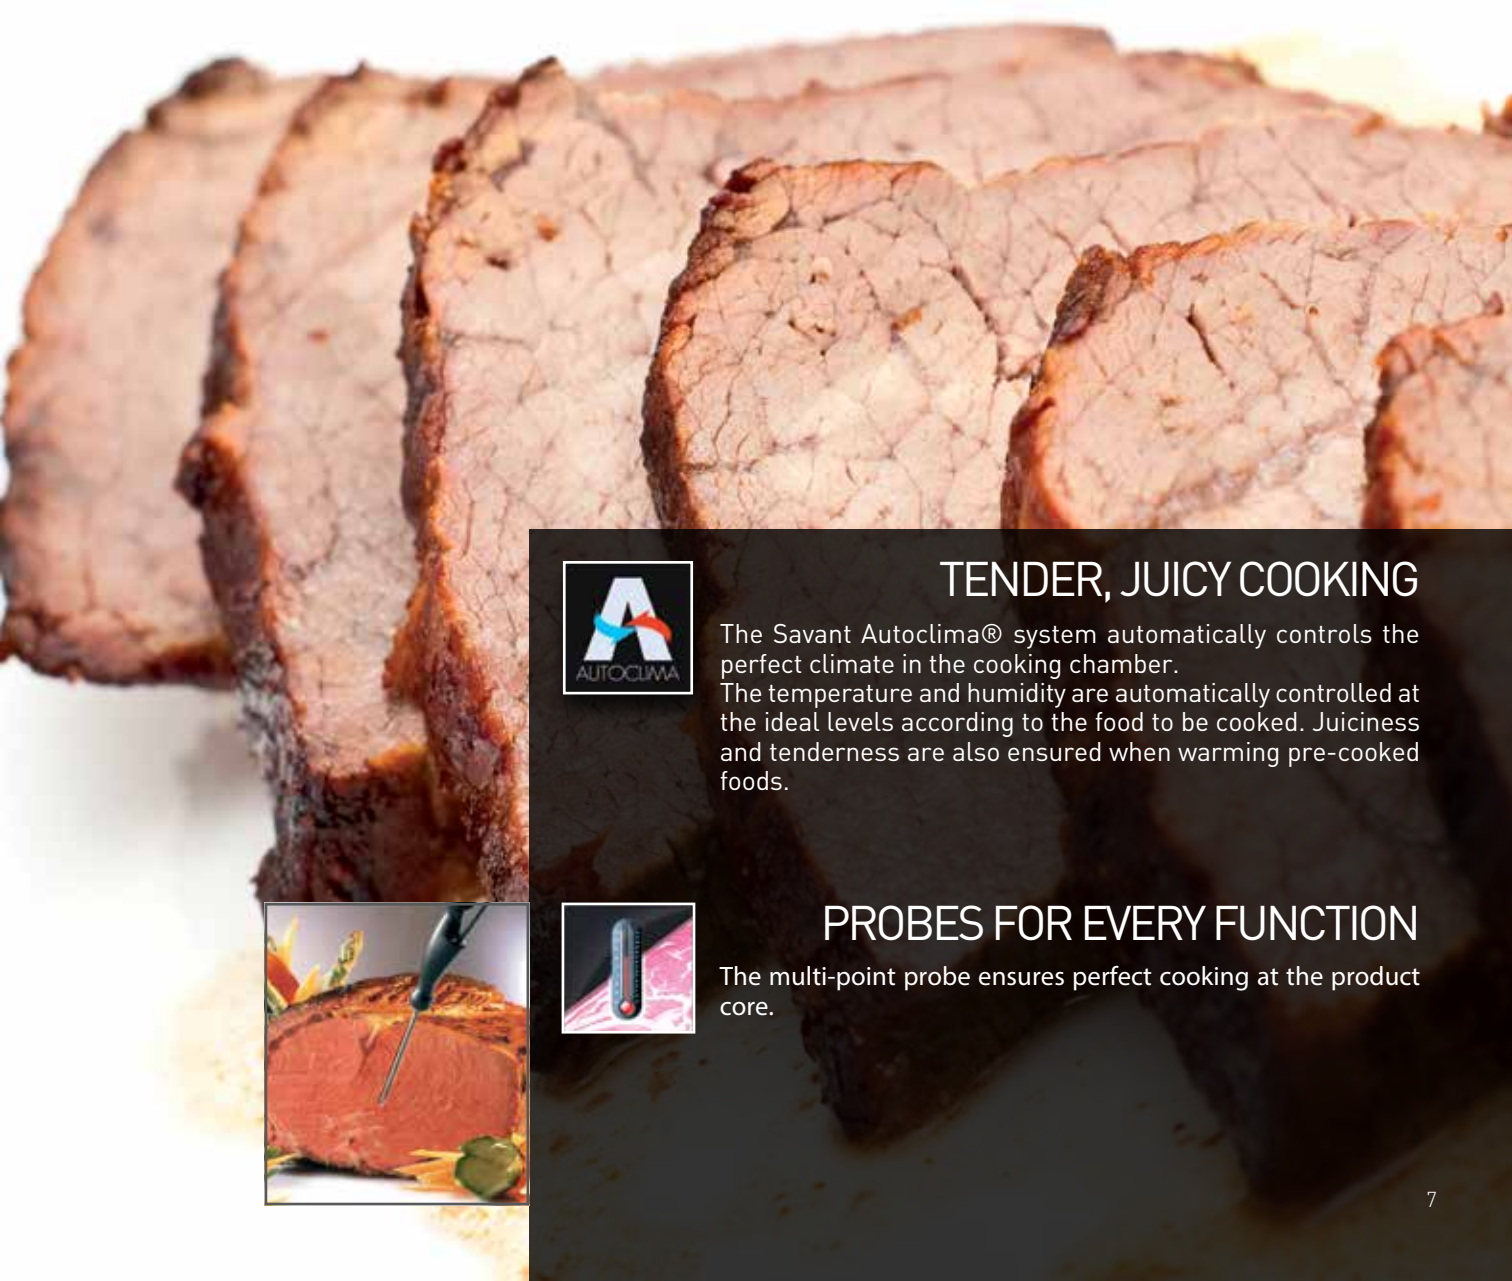 TENDER, JUICY COOKING
AUTOCLIMA
The Savant Autoclima® system automatically controls the
perfect climate in the cooking chamber.
The temperature and humidity are automatically controlled at
the ideal levels according to the food to be cooked. Juiciness
and tenderness are also ensured when warming pre-cooked
foods.
PROBES FOR EVERY FUNCTION
The multi-point probe ensures perfect cooking at the product
core.
7